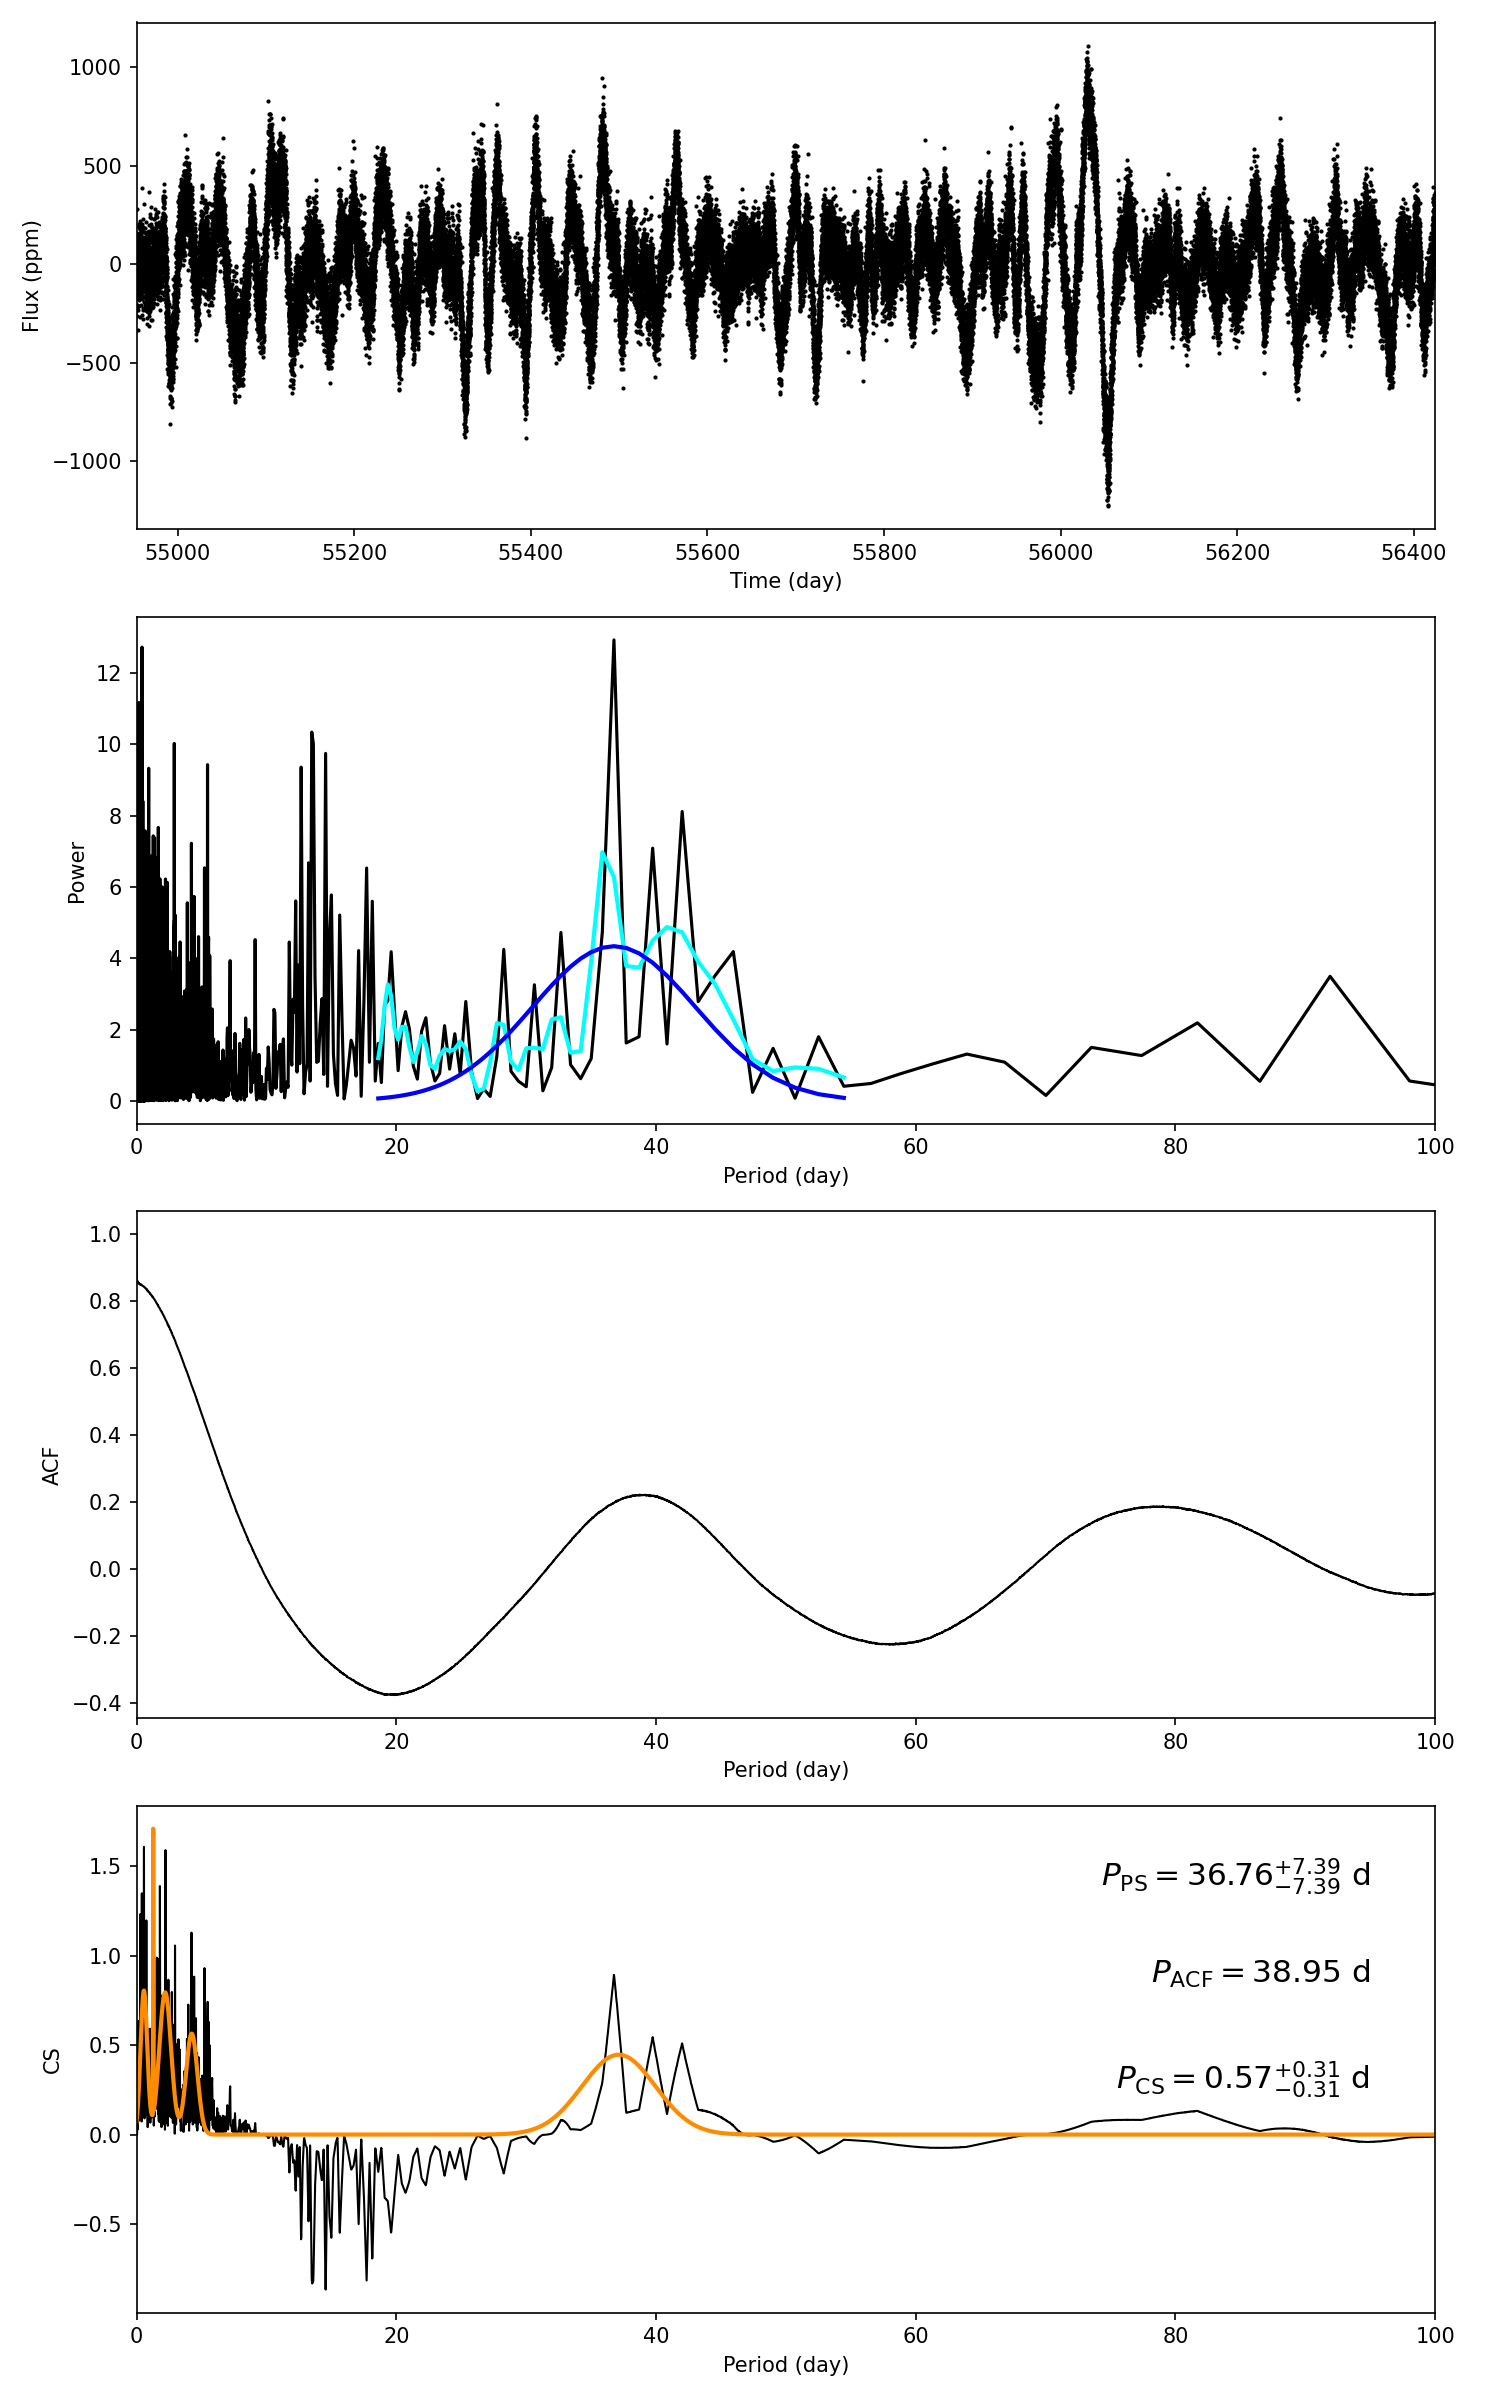 1000
500
0
−500
−1000
Flux (ppm)
55000 55200 55400 55600 55800 56000 56200 56400
Time (day)
12
10
8
6
4
2
0
Power
0 20 40 60 80 100
Period (day)
1.0
0.8
0.6
0.4
0.2
0.0
−0.2
−0.4
ACF
0 20 40 60 80 100
Period (day)
1.5
1.0
0.5
0.0
−0.5
CS
P_PS = 36.76^{+7.39}_{−7.39} d
P_ACF = 38.95 d
P_CS = 0.57^{+0.31}_{−0.31} d
0 20 40 60 80 100
Period (day)